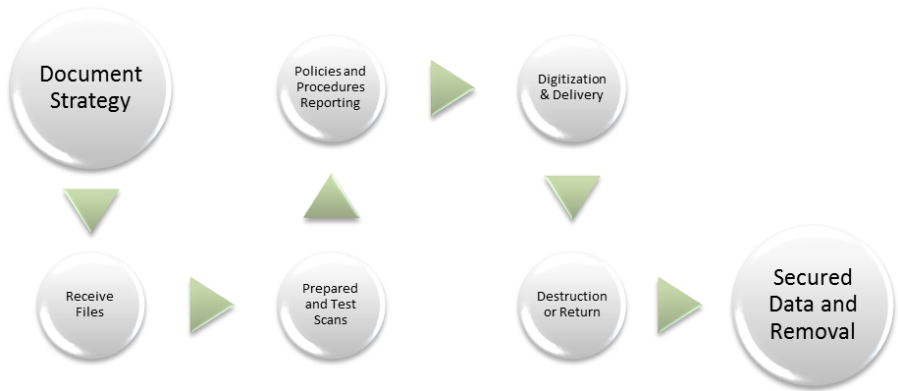 Document
Strategy
Receive
Files
Prepared
and Test
Scans
Policies and
Procedures
Reporting
Digitization
& Delivery
Destruction
or Return
Secured
Data and
Removal